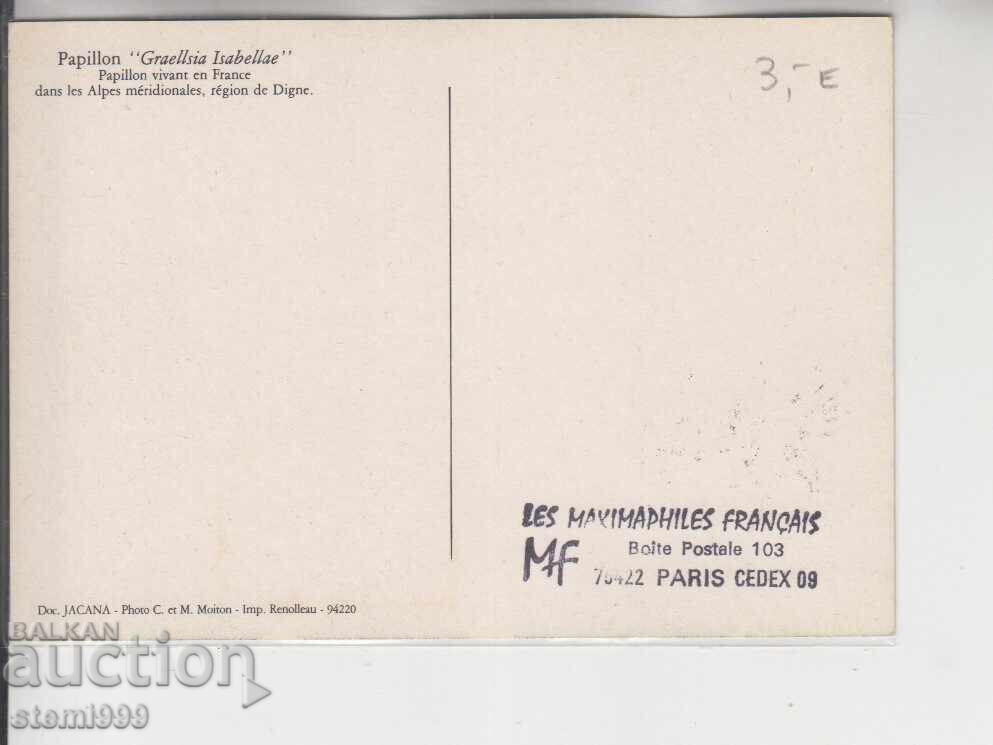 Papillon ‘‘Graellsia Isabellae’’
Papillon vivant en France
dans les Alpes méridionales, région de Digne.
3,- E
LES MAXIMAPHILES FRANÇAIS
MF
Boîte Postale 103
75422 PARIS CEDEX 09
Doc. JACANA - Photo C. et M. Moiton - Imp. Renolleau - 94220
BALKAN
auction
stemi999